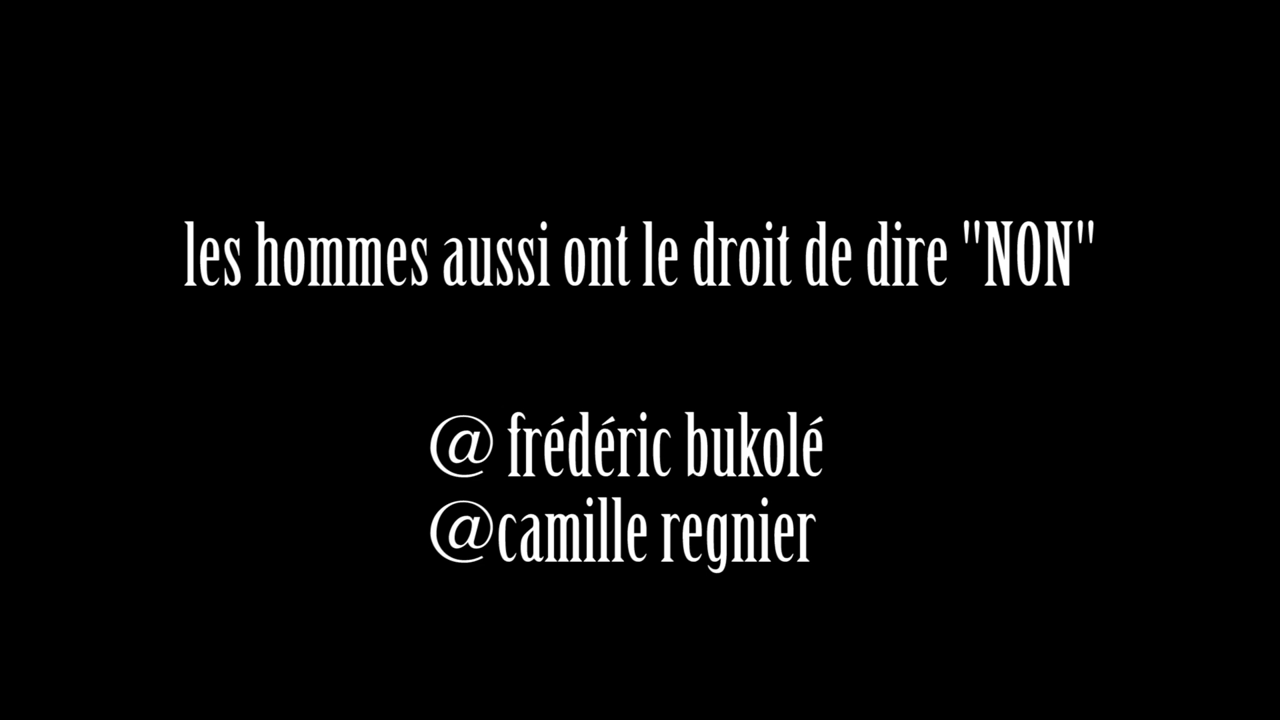 les hommes aussi ont le droit de dire "NON"
@ frédéric bukolé
@camille regnier